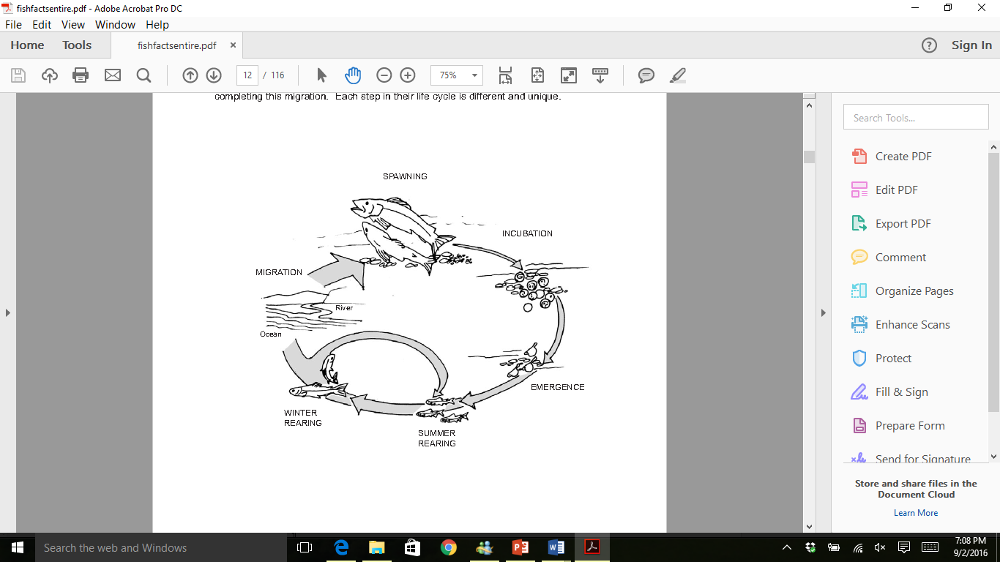 fishfactsentire.pdf - Adobe Acrobat Pro DC
File Edit View Window Help
Home Tools fishfactsentire.pdf × Sign In
12 / 116 75%
completing this migration. Each step in their life cycle is different and unique.
SPAWNING
INCUBATION
MIGRATION
River
Ocean
EMERGENCE
WINTER
REARING
SUMMER
REARING
Search Tools...
Create PDF
Edit PDF
Export PDF
Comment
Organize Pages
Enhance Scans
Protect
Fill & Sign
Prepare Form
Send for Signature
Store and share files in the
Document Cloud
Learn More
Search the web and Windows
7:08 PM
9/2/2016